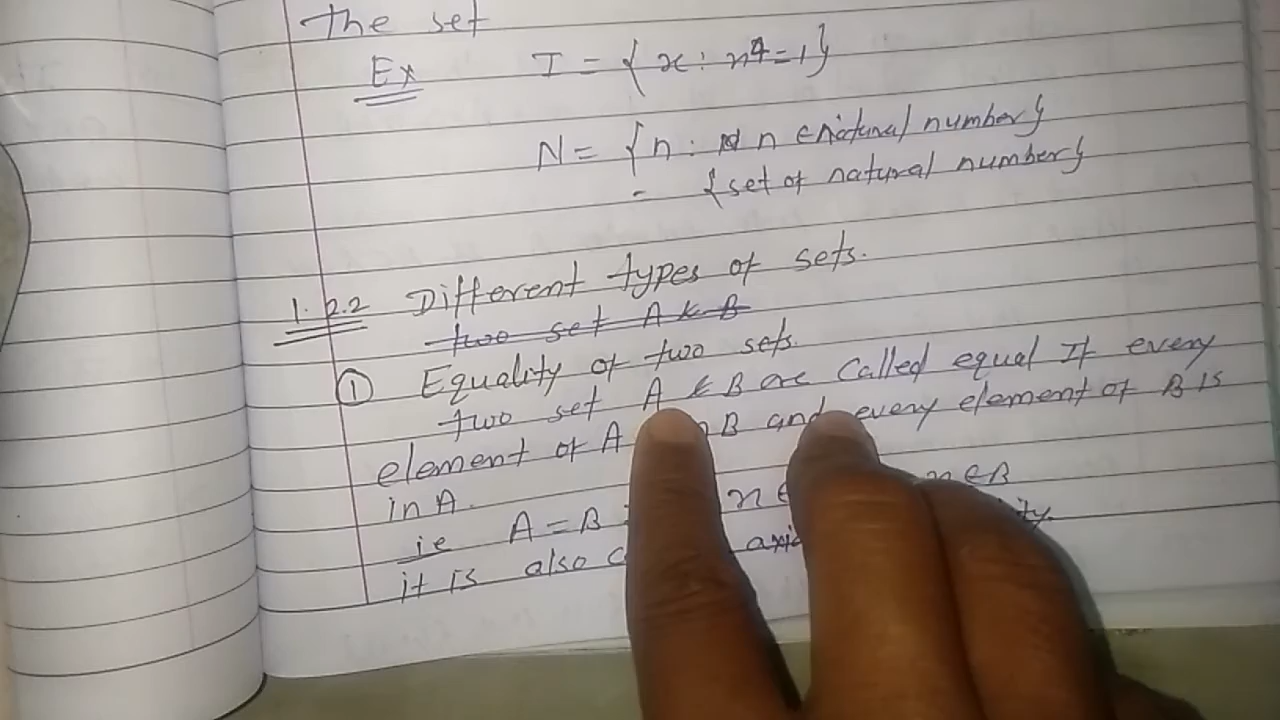 The set
Ex I = { x : n⁴ = 1}
N = {n : n ∈ natural number}
= {set of natural number}
1.2.2 Different types of sets.
two set A & B
① Equality of two sets.
two set A & B are called equal If every
element of A B and every element of B is
in A.
ie A = B n ∈ n ∈ B
it is also